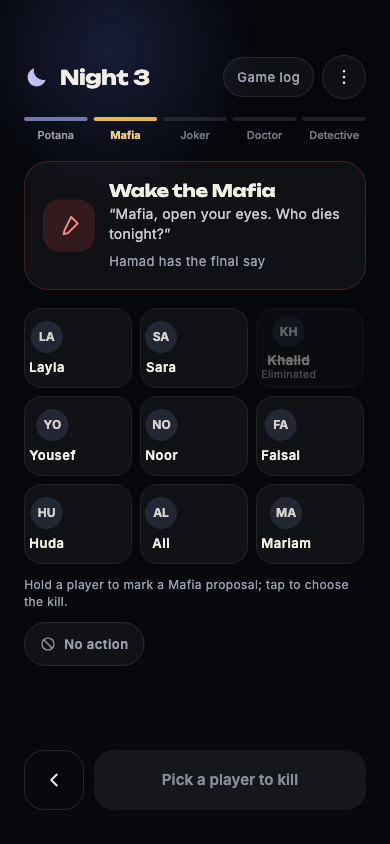 Night 3
Game log
Potana
Mafia
Joker
Doctor
Detective
Wake the Mafia
“Mafia, open your eyes. Who dies
tonight?”
Hamad has the final say
LA
Layla
SA
Sara
KH
Khalid
Eliminated
YO
Yousef
NO
Noor
FA
Faisal
HU
Huda
AL
Ali
MA
Mariam
Hold a player to mark a Mafia proposal; tap to choose
the kill.
No action
Pick a player to kill